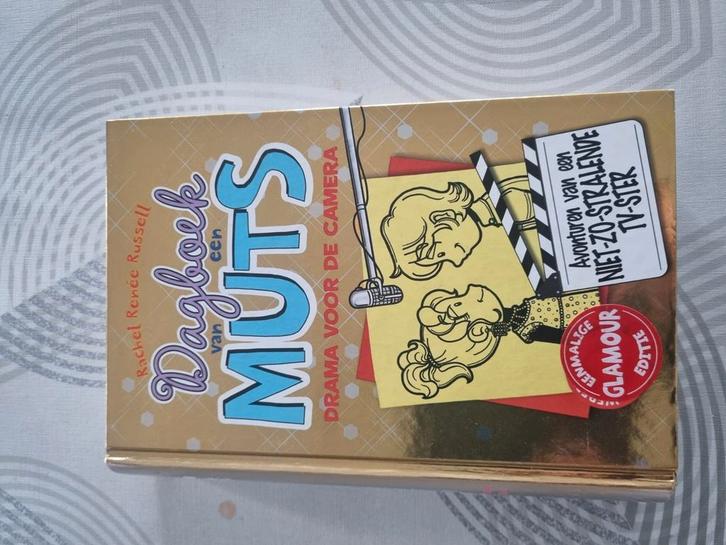 Rachel Renée Russell
Dagboek
van een
MUTS
DRAMA VOOR DE CAMERA
Avonturen van een
NIET-ZO-STRALENDE
TV-STER
EENMALIGE
GLAMOUR
EDITIE